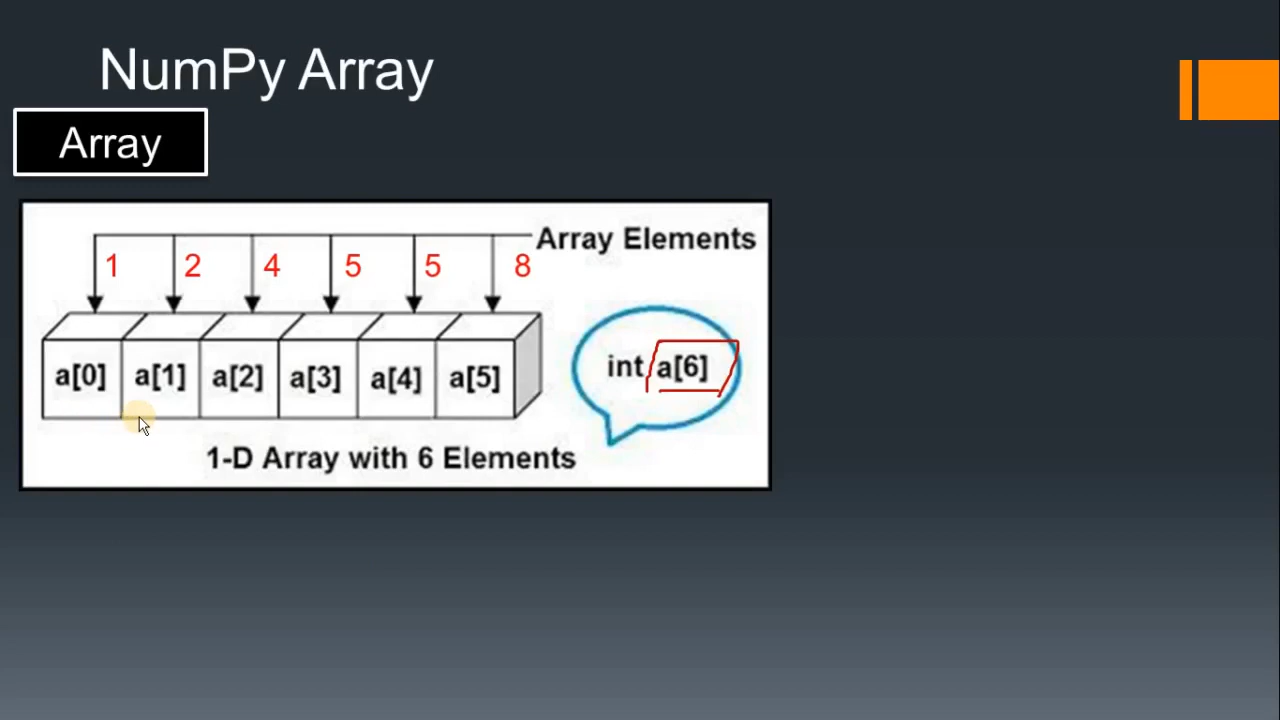 NumPy Array
Array
Array Elements
1 2 4 5 5 8
int a[6]
a[0] a[1] a[2] a[3] a[4] a[5]
1-D Array with 6 Elements